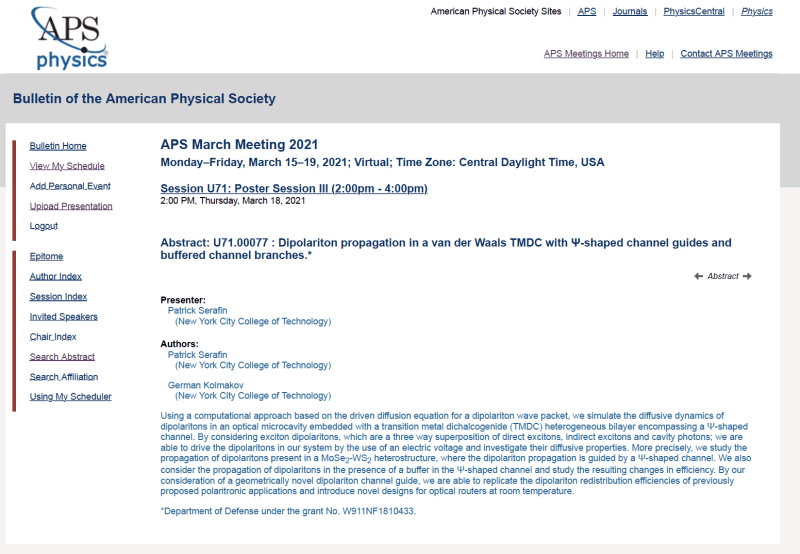 American Physical Society Sites | APS | Journals | PhysicsCentral | Physics
APS
physics
APS Meetings Home | Help | Contact APS Meetings
Bulletin of the American Physical Society
Bulletin Home
View My Schedule
Add Personal Event
Upload Presentation
Logout
Epitome
Author Index
Session Index
Invited Speakers
Chair Index
Search Abstract
Search Affiliation
Using My Scheduler
APS March Meeting 2021
Monday–Friday, March 15–19, 2021; Virtual; Time Zone: Central Daylight Time, USA
Session U71: Poster Session III (2:00pm - 4:00pm)
2:00 PM, Thursday, March 18, 2021
Abstract: U71.00077 : Dipolariton propagation in a van der Waals TMDC with Ψ-shaped channel guides and
buffered channel branches.*
← Abstract →
Presenter:
Patrick Serafin
(New York City College of Technology)
Authors:
Patrick Serafin
(New York City College of Technology)
German Kolmakov
(New York City College of Technology)
Using a computational approach based on the driven diffusion equation for a dipolariton wave packet, we simulate the diffusive dynamics of
dipolaritons in an optical microcavity embedded with a transition metal dichalcogenide (TMDC) heterogeneous bilayer encompassing a Ψ-shaped
channel. By considering exciton dipolaritons, which are a three way superposition of direct excitons, indirect excitons and cavity photons; we are
able to drive the dipolaritons in our system by the use of an electric voltage and investigate their diffusive properties. More precisely, we study the
propagation of dipolaritons present in a MoSe₂-WS₂ heterostructure, where the dipolariton propagation is guided by a Ψ-shaped channel. We also
consider the propagation of dipolaritons in the presence of a buffer in the Ψ-shaped channel and study the resulting changes in efficiency. By our
consideration of a geometrically novel dipolariton channel guide, we are able to replicate the dipolariton redistribution efficiencies of previously
proposed polaritronic applications and introduce novel designs for optical routers at room temperature.
*Department of Defense under the grant No. W911NF1810433.